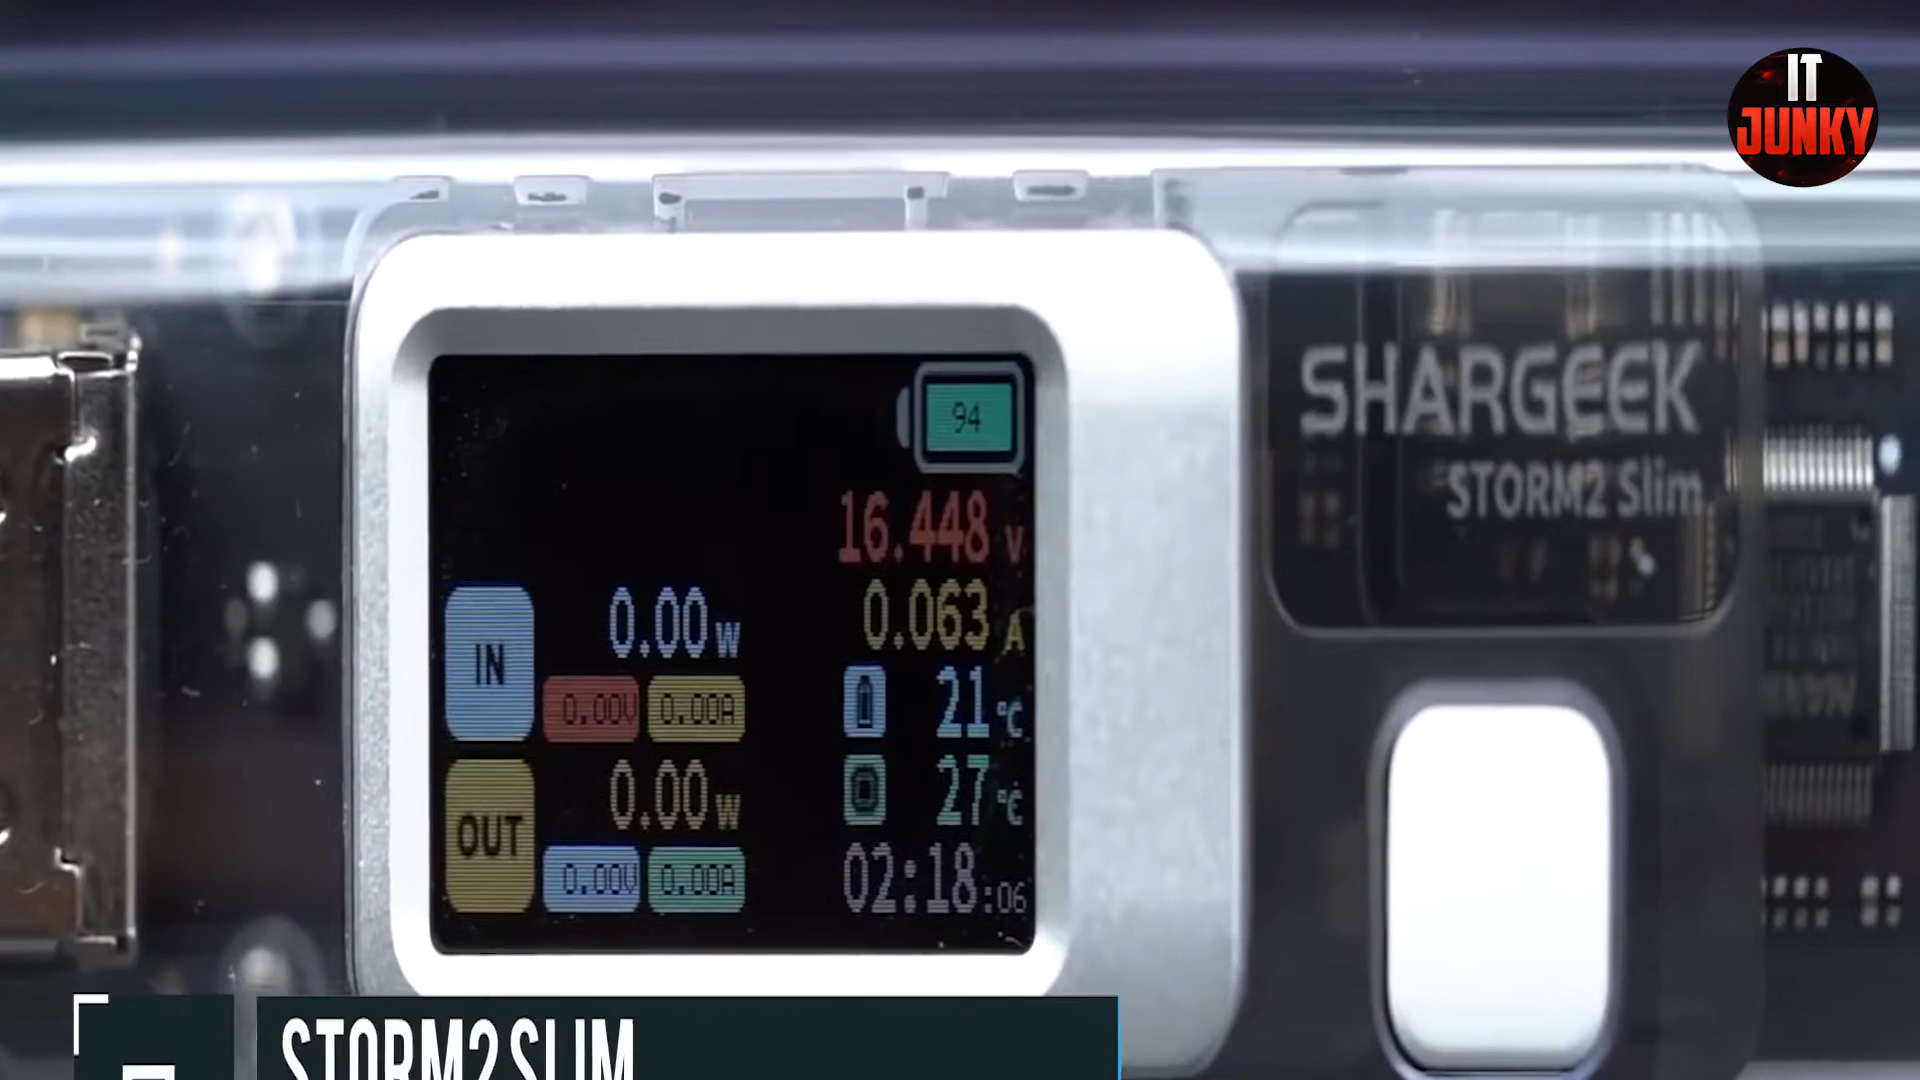 IT
JUNKY
SHARGEEK
STORM2 Slim
94
16.448 V
0.063 A
21 °C
27 °C
02:18:06
IN
0.00 W
0.00V 0.00A
OUT
0.00 W
0.00V 0.00A
STORM2 SLIM